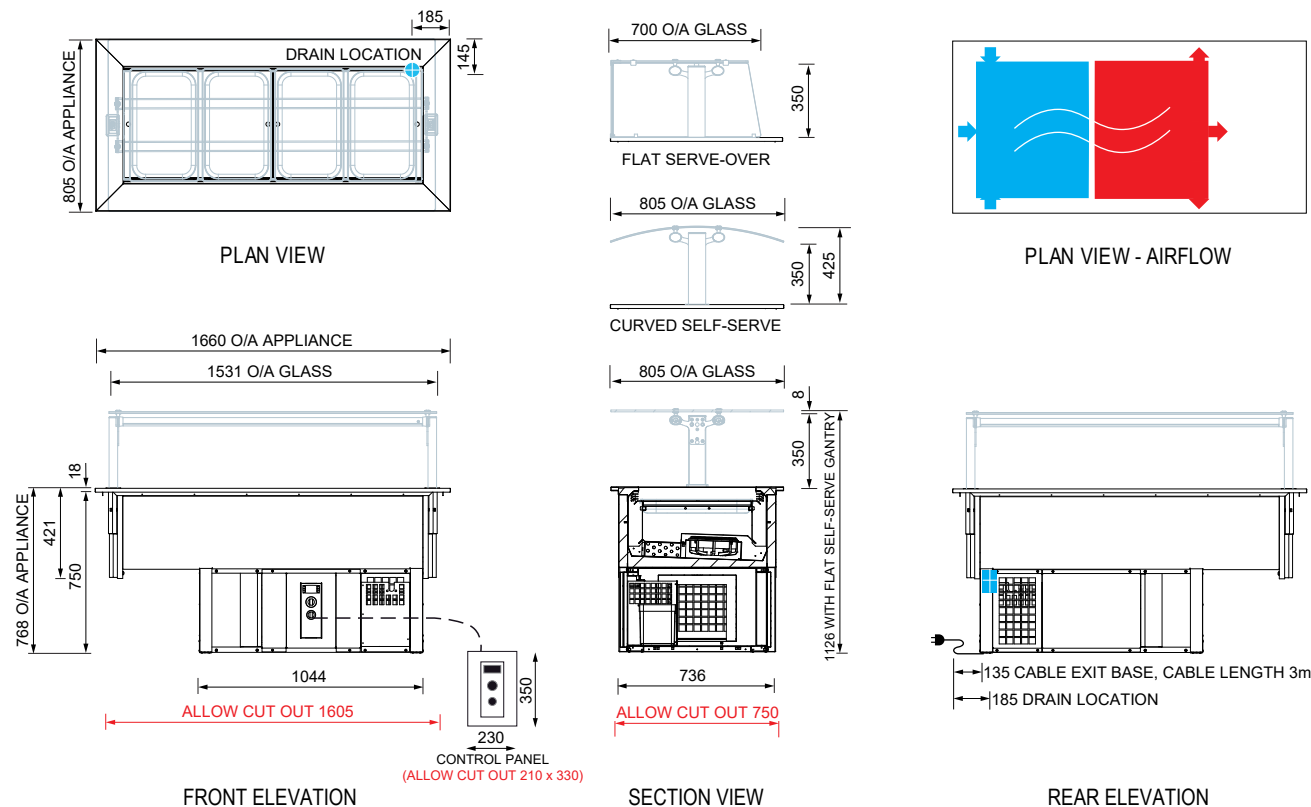 185
DRAIN LOCATION
145
805 O/A APPLIANCE
PLAN VIEW
700 O/A GLASS
350
FLAT SERVE-OVER
805 O/A GLASS
350
425
CURVED SELF-SERVE
PLAN VIEW - AIRFLOW
1660 O/A APPLIANCE
1531 O/A GLASS
18
768 O/A APPLIANCE
421
750
1044
ALLOW CUT OUT 1605
350
230
CONTROL PANEL
(ALLOW CUT OUT 210 x 330)
FRONT ELEVATION
805 O/A GLASS
8
350
1126 WITH FLAT SELF-SERVE GANTRY
736
ALLOW CUT OUT 750
SECTION VIEW
135 CABLE EXIT BASE, CABLE LENGTH 3m
185 DRAIN LOCATION
REAR ELEVATION